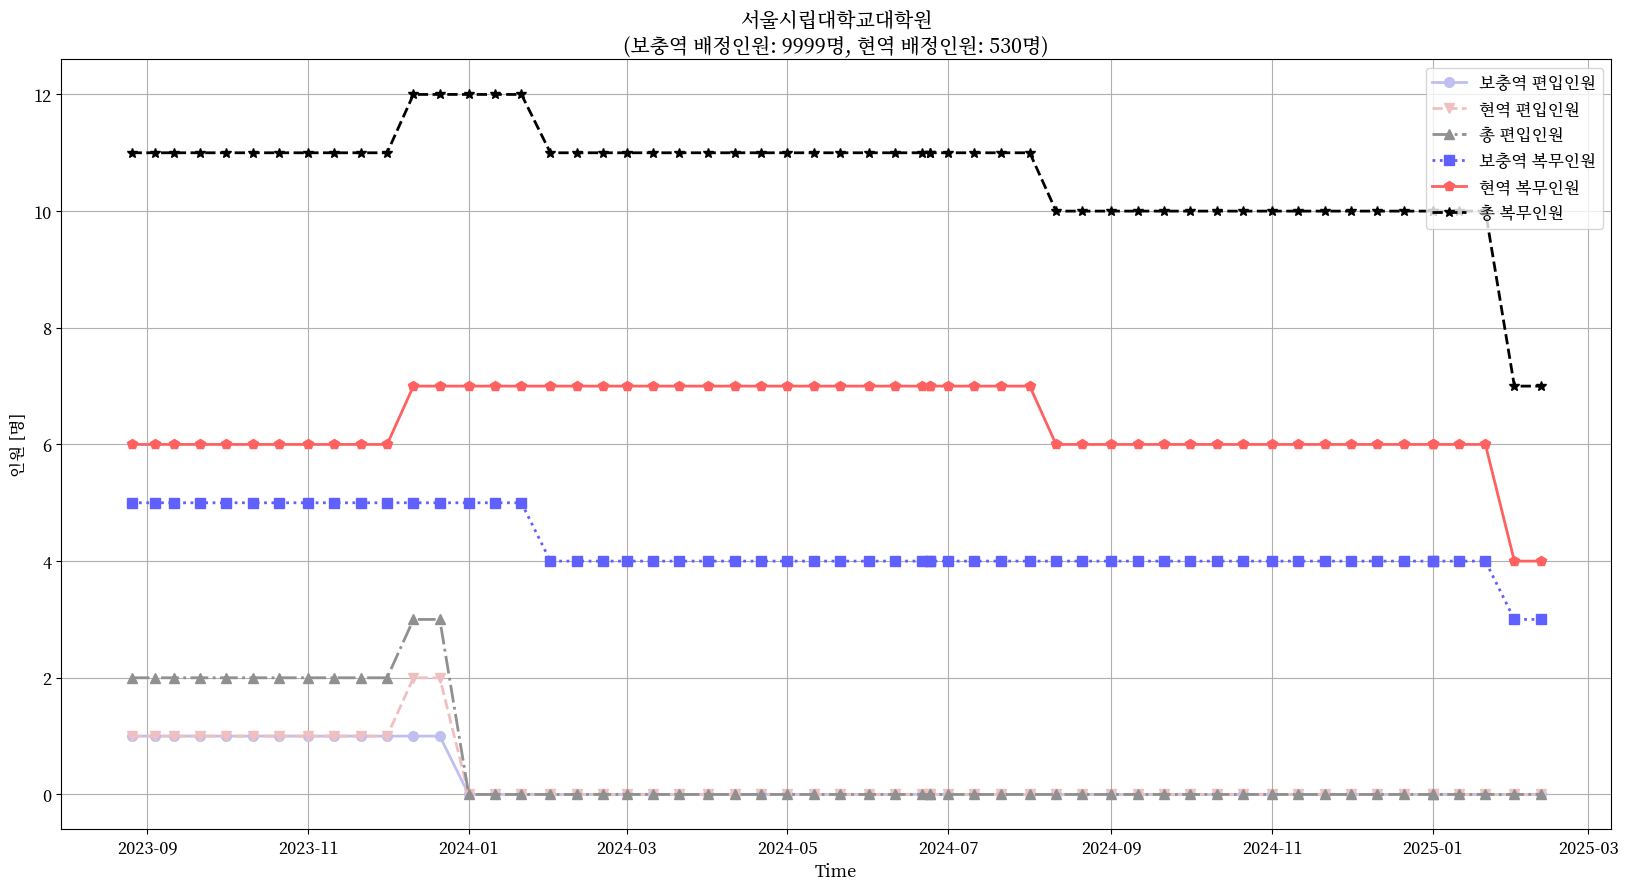 서울시립대학교대학원
(보충역 배정인원: 9999명, 현역 배정인원: 530명)
보충역 편입인원
현역 편입인원
총 편입인원
보충역 복무인원
현역 복무인원
총 복무인원
인원 [명]
12
10
8
6
4
2
0
2023-09
2023-11
2024-01
2024-03
2024-05
2024-07
2024-09
2024-11
2025-01
2025-03
Time